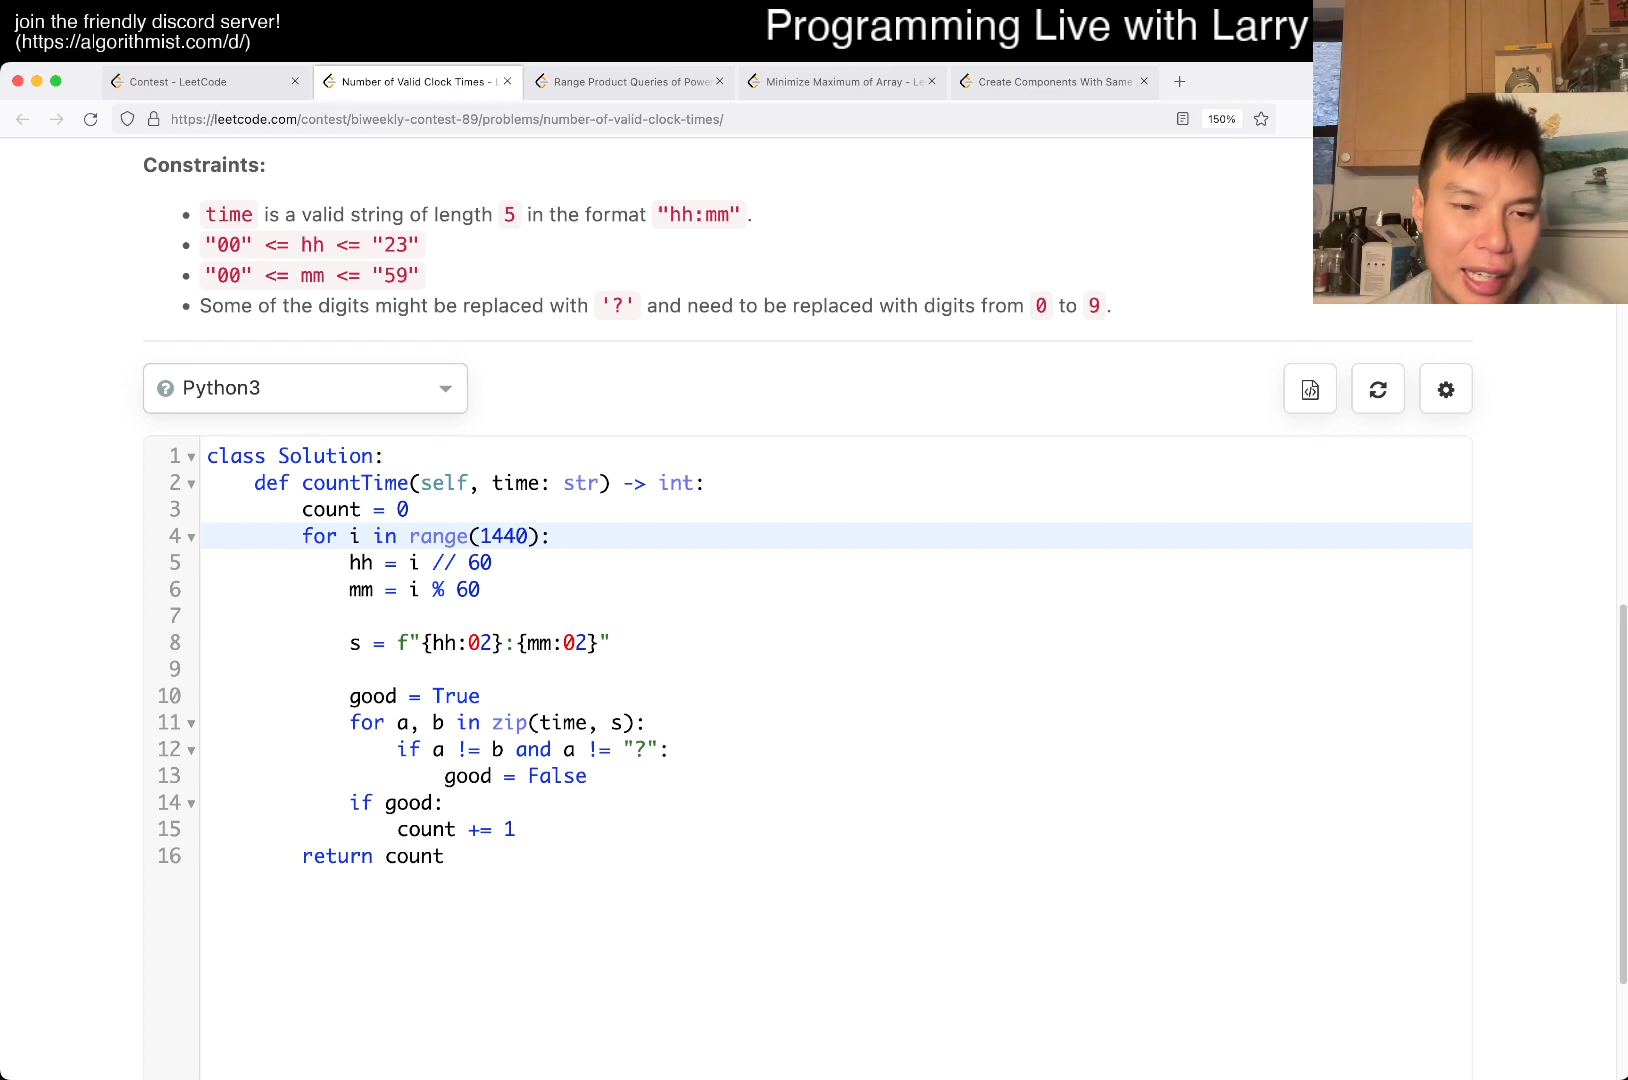 join the friendly discord server!
(https://algorithmist.com/d/)
Programming Live with Larry
Contest - LeetCode
Number of Valid Clock Times - L
Range Product Queries of Powe
Minimize Maximum of Array - Le
Create Components With Same
https://leetcode.com/contest/biweekly-contest-89/problems/number-of-valid-clock-times/
150%
Constraints:
• time is a valid string of length 5 in the format "hh:mm".
• "00" <= hh <= "23"
• "00" <= mm <= "59"
• Some of the digits might be replaced with '?' and need to be replaced with digits from 0 to 9.
? Python3
1 class Solution:
2     def countTime(self, time: str) -> int:
3         count = 0
4         for i in range(1440):
5             hh = i // 60
6             mm = i % 60
7
8             s = f"{hh:02}:{mm:02}"
9
10             good = True
11             for a, b in zip(time, s):
12                 if a != b and a != "?":
13                     good = False
14             if good:
15                 count += 1
16         return count